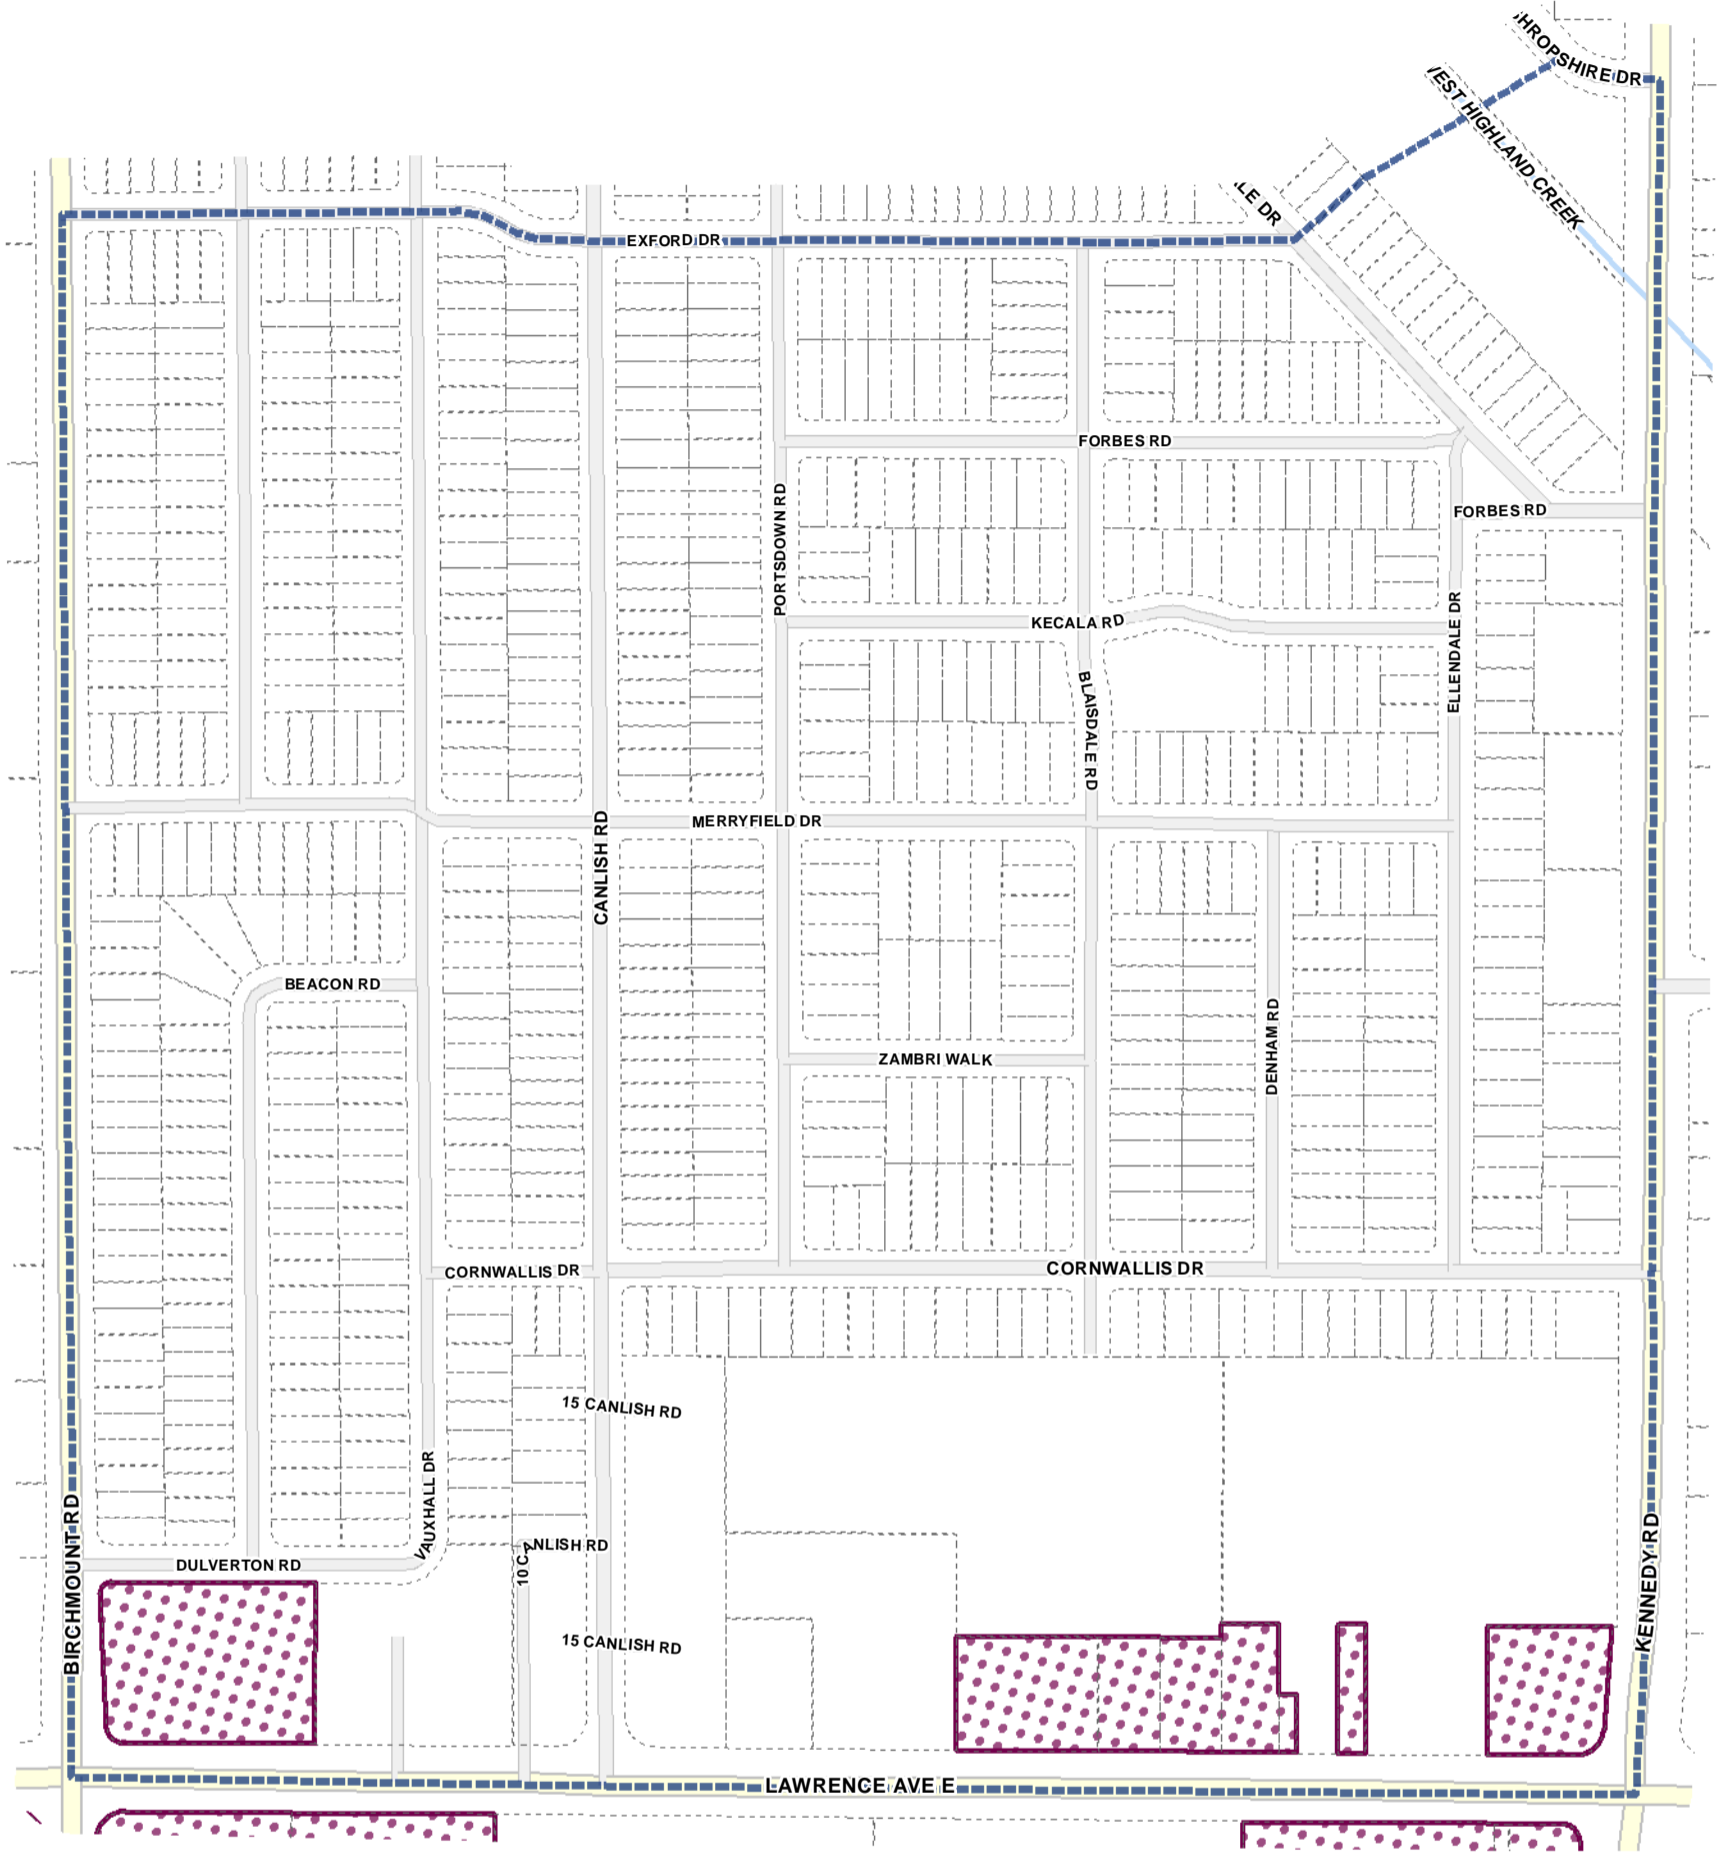 HROPSHIRE DR
EST HIGHLAND CREEK
LE DR
EXFORD DR
FORBES RD
PORTSDOWN RD
FORBES RD
KECALA RD
ELLENDALE DR
BLAISDALE RD
MERRYFIELD DR
CANLISH RD
BEACON RD
DENHAM RD
ZAMBRI WALK
CORNWALLIS DR
CORNWALLIS DR
15 CANLISH RD
VAUXHALL DR
BIRCHMOUNT RD
KENNEDY RD
NLISH RD
10 C
DULVERTON RD
15 CANLISH RD
LAWRENCE AVE E